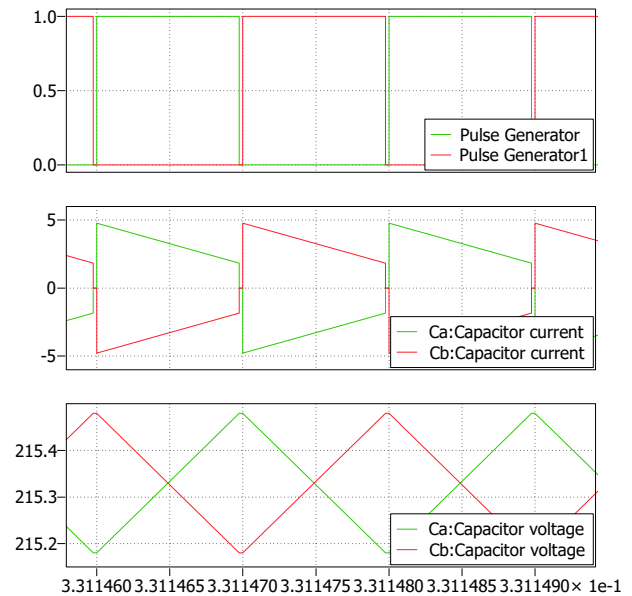 1.0
0.5
0.0
Pulse Generator
Pulse Generator1
5
0
-5
Ca:Capacitor current
Cb:Capacitor current
215.4
215.3
215.2
Ca:Capacitor voltage
Cb:Capacitor voltage
3.311460 3.311465 3.311470 3.311475 3.311480 3.311485 3.311490× 1e-1